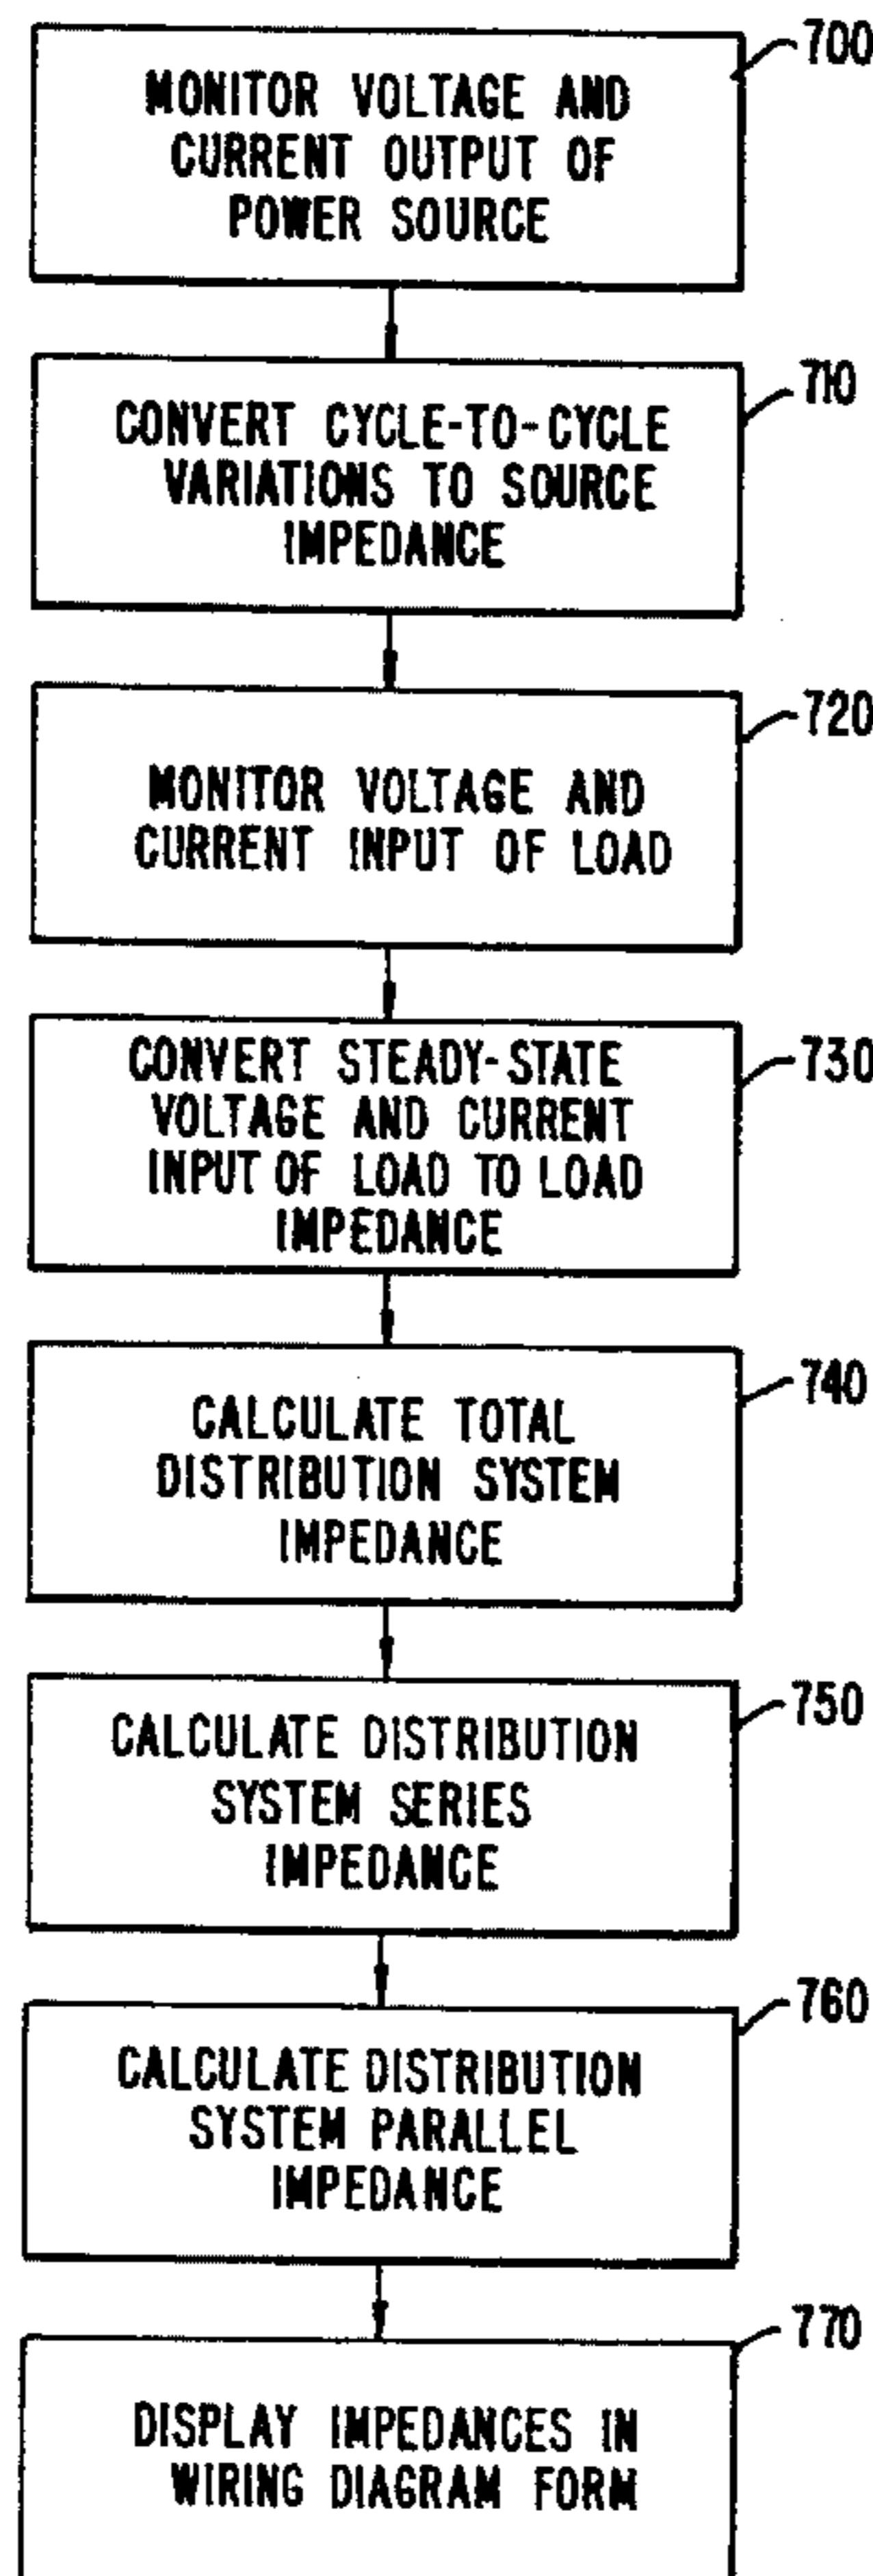 700
MONITOR VOLTAGE AND
CURRENT OUTPUT OF
POWER SOURCE
710
CONVERT CYCLE-TO-CYCLE
VARIATIONS TO SOURCE
IMPEDANCE
720
MONITOR VOLTAGE AND
CURRENT INPUT OF LOAD
730
CONVERT STEADY-STATE
VOLTAGE AND CURRENT
INPUT OF LOAD TO LOAD
IMPEDANCE
740
CALCULATE TOTAL
DISTRIBUTION SYSTEM
IMPEDANCE
750
CALCULATE DISTRIBUTION
SYSTEM SERIES
IMPEDANCE
760
CALCULATE DISTRIBUTION
SYSTEM PARALLEL
IMPEDANCE
770
DISPLAY IMPEDANCES IN
WIRING DIAGRAM FORM